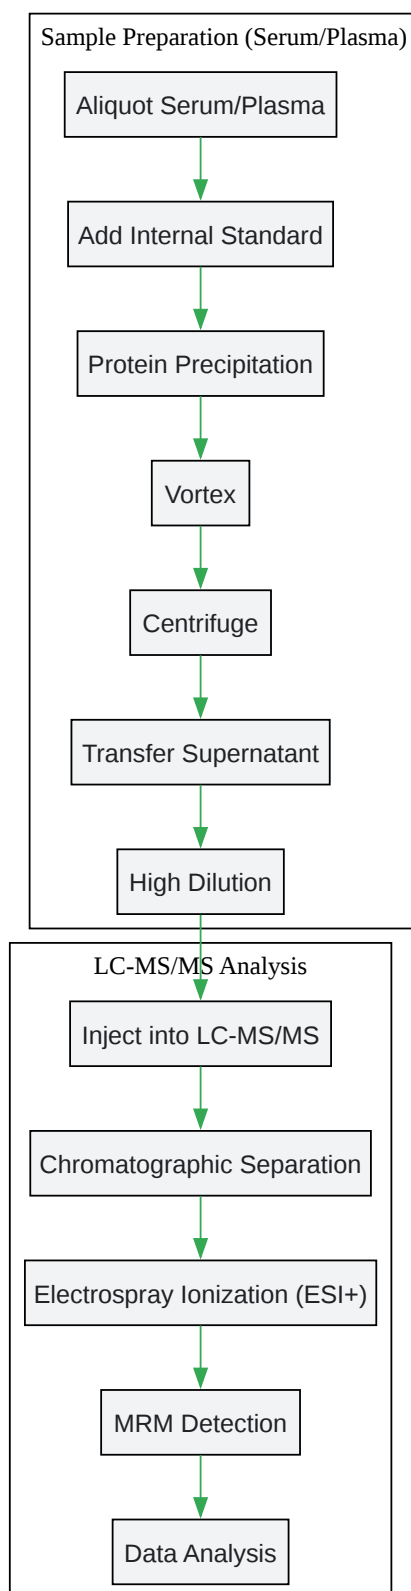 Sample Preparation (Serum/Plasma)
Aliquot Serum/Plasma
Add Internal Standard
Protein Precipitation
Vortex
Centrifuge
Transfer Supernatant
High Dilution
LC-MS/MS Analysis
Inject into LC-MS/MS
Chromatographic Separation
Electrospray Ionization (ESI+)
MRM Detection
Data Analysis